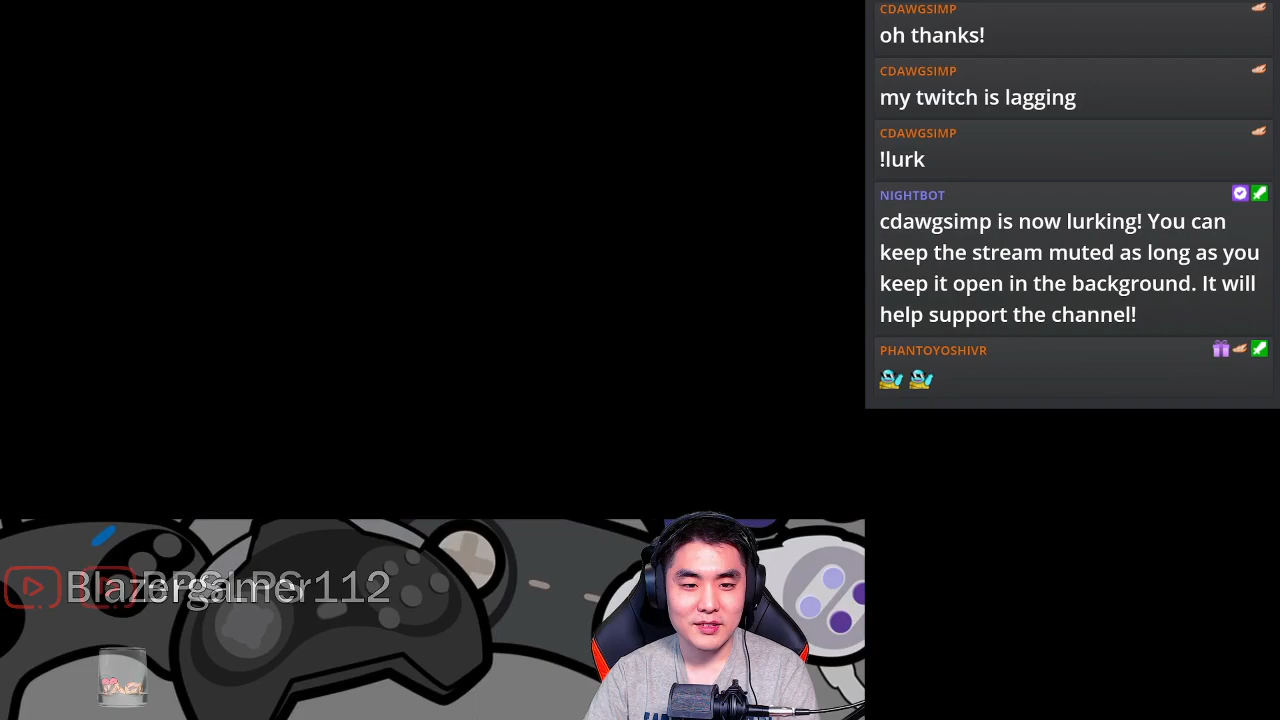 CDAWGSIMP
oh thanks!
CDAWGSIMP
my twitch is lagging
CDAWGSIMP
!lurk
NIGHTBOT
cdawgsimp is now lurking! You can
keep the stream muted as long as you
keep it open in the background. It will
help support the channel!
PHANTOYOSHIVR